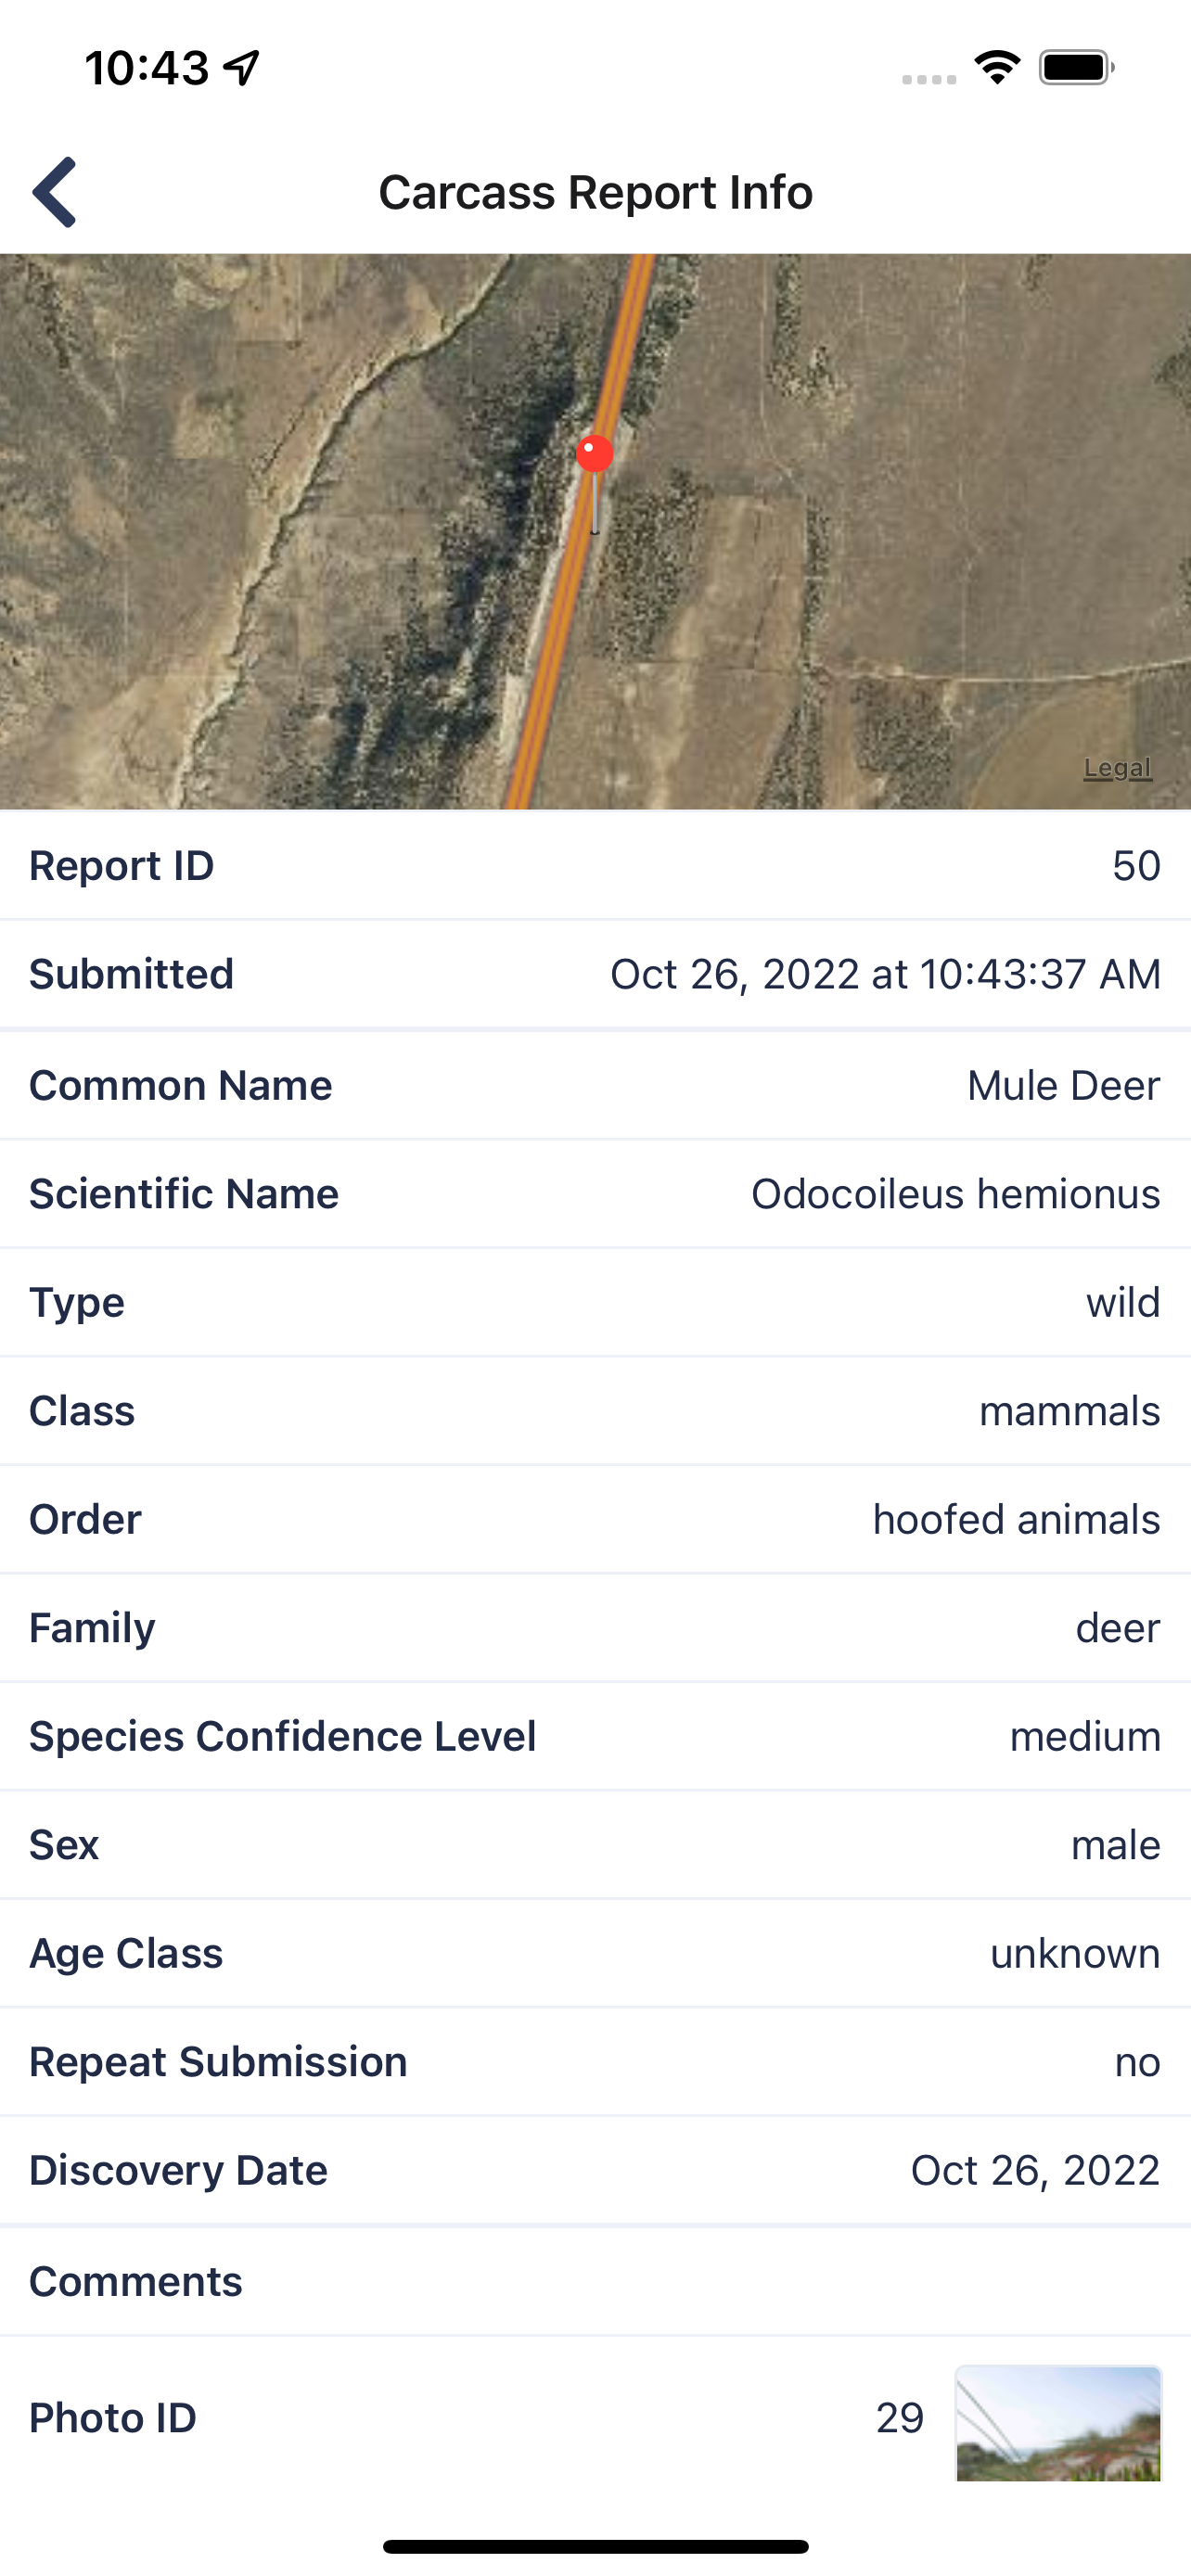 10:43
Carcass Report Info
Legal
Report ID 50
Submitted Oct 26, 2022 at 10:43:37 AM
Common Name Mule Deer
Scientific Name Odocoileus hemionus
Type wild
Class mammals
Order hoofed animals
Family deer
Species Confidence Level medium
Sex male
Age Class unknown
Repeat Submission no
Discovery Date Oct 26, 2022
Comments
Photo ID 29